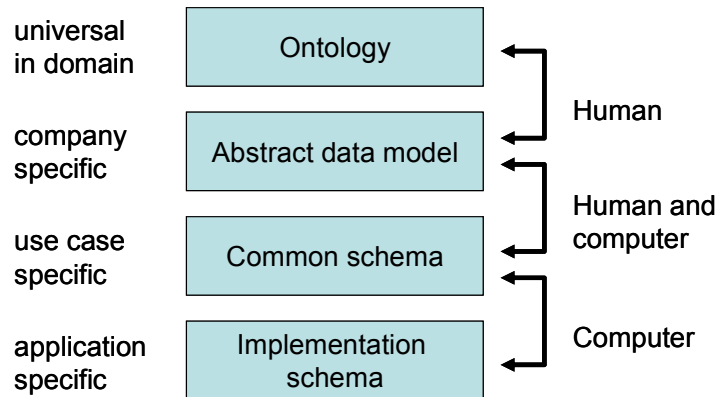 universal
in domain
Ontology
Human
company
specific
Abstract data model
Human and
computer
use case
specific
Common schema
Computer
application
specific
Implementation
schema